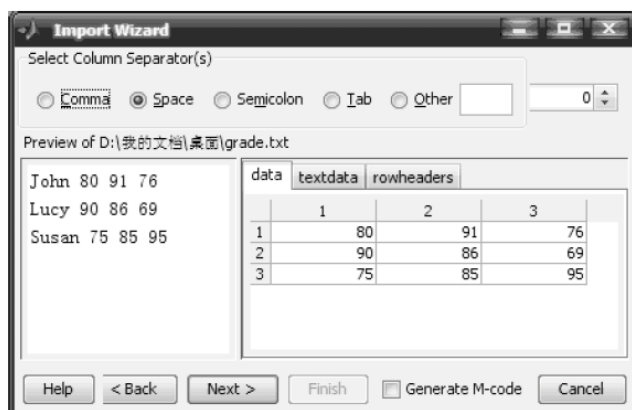 Import Wizard
Select Column Separator(s)
Comma Space Semicolon Tab Other 0
Preview of D:\我的文档\桌面\grade.txt
John 80 91 76
Lucy 90 86 69
Susan 75 85 95
data textdata rowheaders
1 2 3
1 80 91 76
2 90 86 69
3 75 85 95
Help < Back Next > Finish Generate M-code Cancel